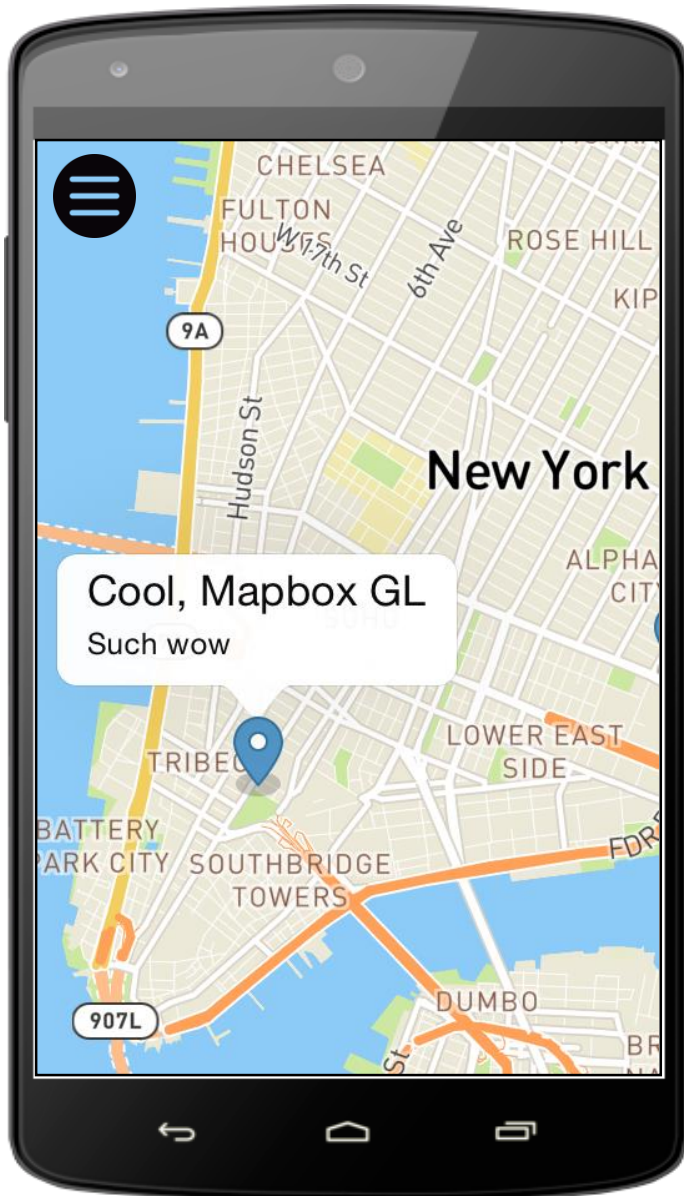 CHELSEA
FULTON
HOUSES
W 17th St
6th Ave
ROSE HILL
KIP
9A
Hudson St
New York
ALPHA
CITY
Cool, Mapbox GL
Such wow
LOWER EAST
SIDE
TRIBEC
BATTERY
PARK CITY
SOUTHBRIDGE
TOWERS
FDR
907L
DUMBO
St
BR